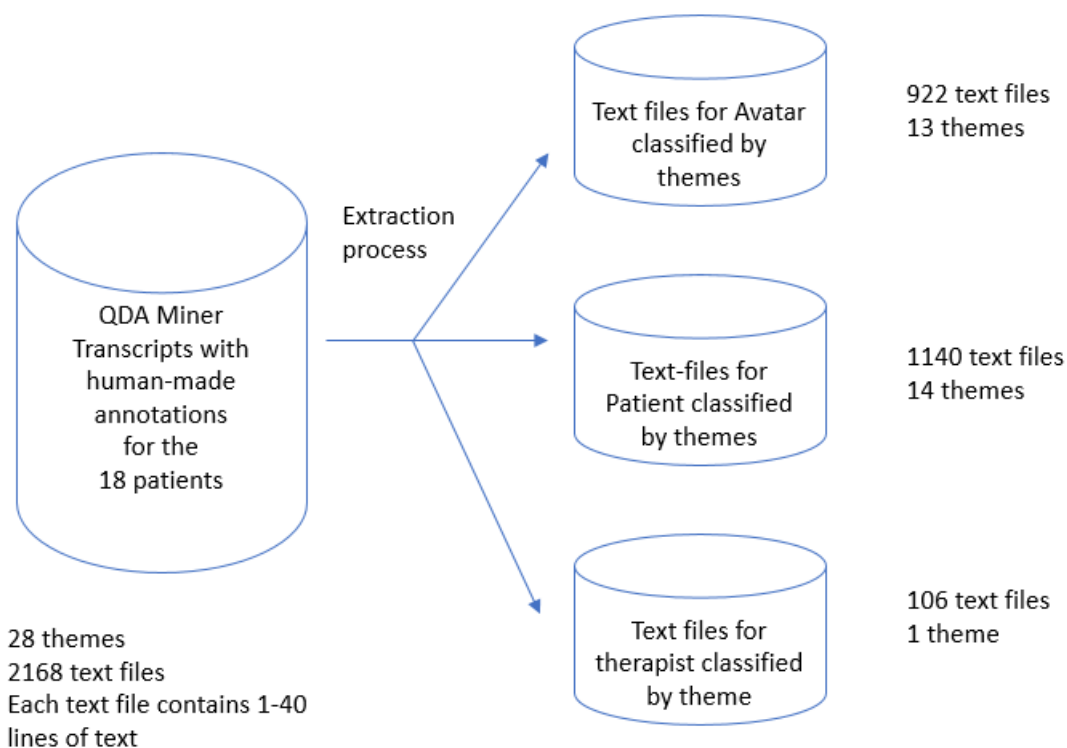 QDA Miner
Transcripts with
human-made
annotations
for the
18 patients
28 themes
2168 text files
Each text file contains 1-40
lines of text
Extraction
process
Text files for Avatar
classified by
themes
922 text files
13 themes
Text-files for
Patient classified
by themes
1140 text files
14 themes
Text files for
therapist classified
by theme
106 text files
1 theme